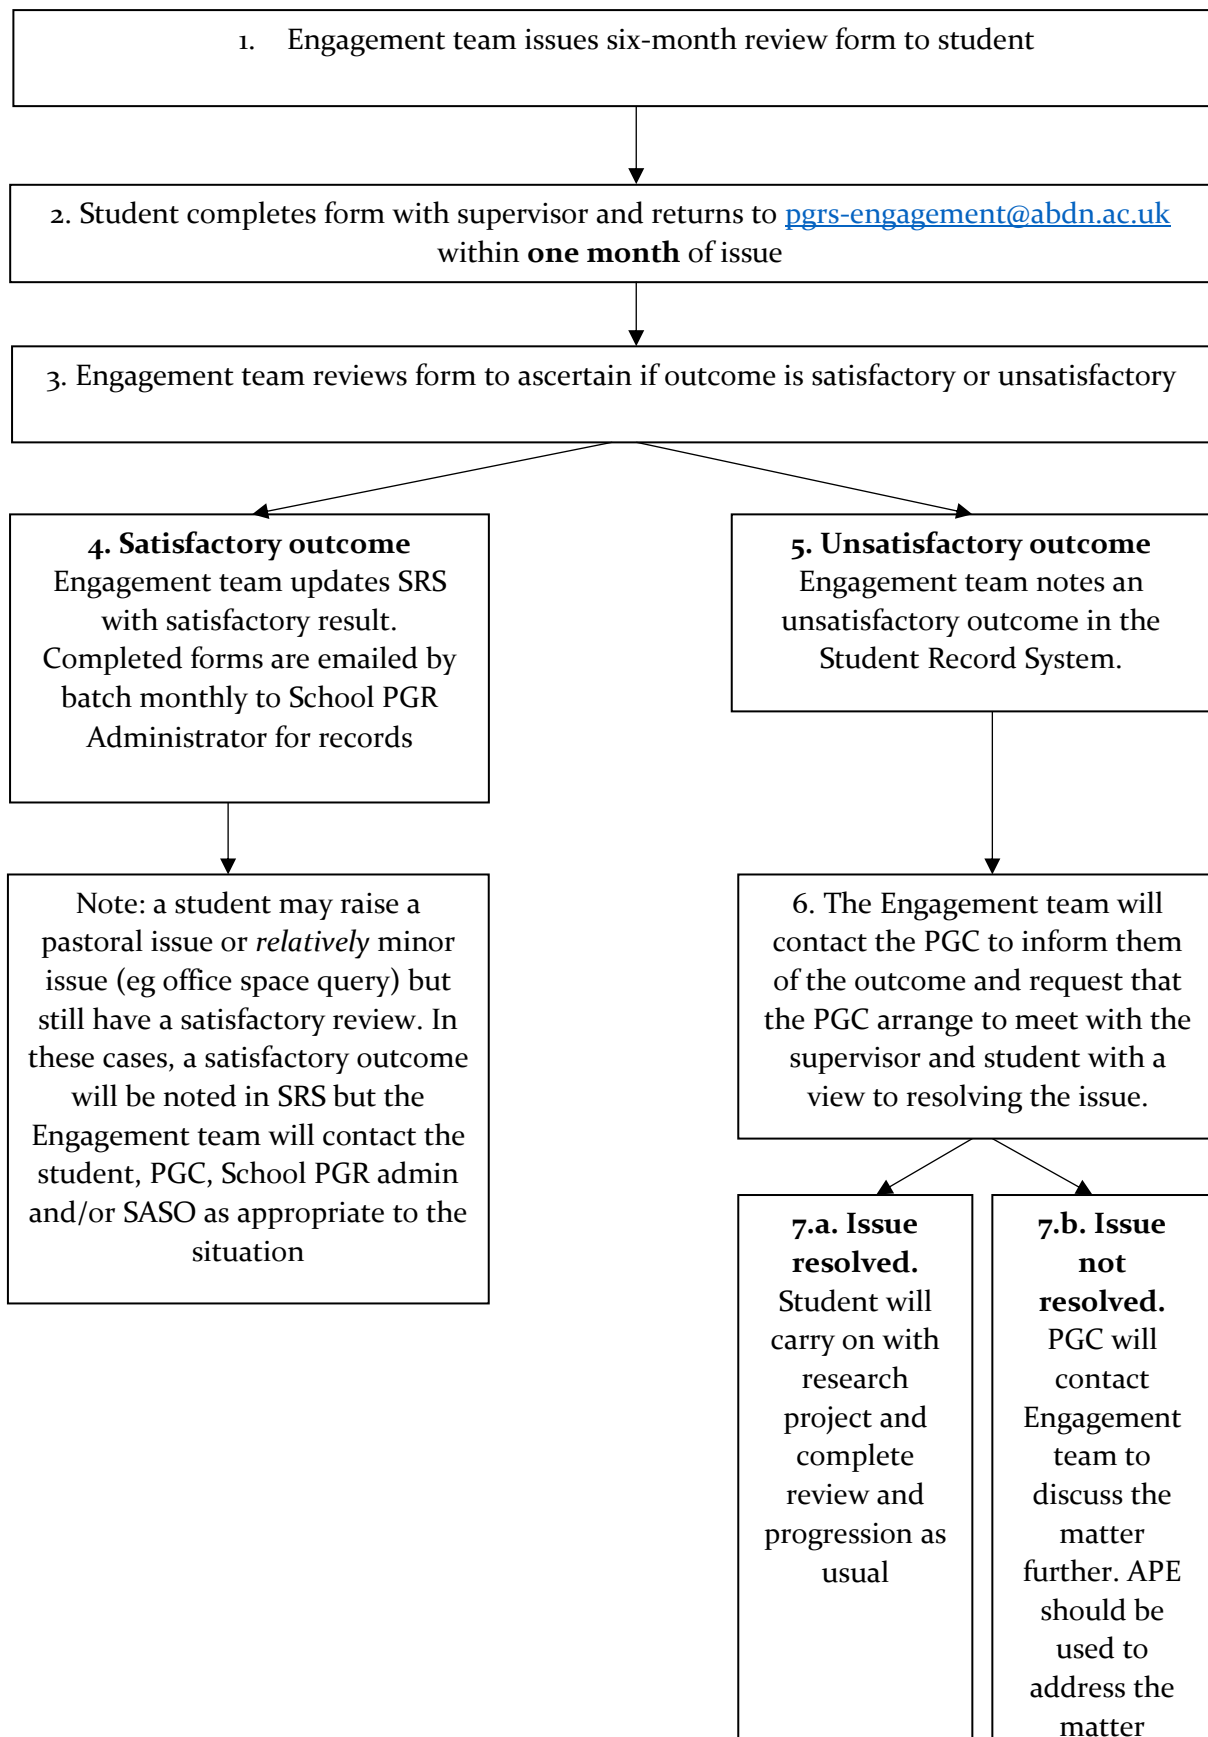 1. Engagement team issues six-month review form to student
2. Student completes form with supervisor and returns to pgrs-engagement@abdn.ac.uk
within one month of issue
3. Engagement team reviews form to ascertain if outcome is satisfactory or unsatisfactory
4. Satisfactory outcome
Engagement team updates SRS
with satisfactory result.
Completed forms are emailed by
batch monthly to School PGR
Administrator for records
5. Unsatisfactory outcome
Engagement team notes an
unsatisfactory outcome in the
Student Record System.
Note: a student may raise a
pastoral issue or relatively minor
issue (eg office space query) but
still have a satisfactory review. In
these cases, a satisfactory outcome
will be noted in SRS but the
Engagement team will contact the
student, PGC, School PGR admin
and/or SASO as appropriate to the
situation
6. The Engagement team will
contact the PGC to inform them
of the outcome and request that
the PGC arrange to meet with the
supervisor and student with a
view to resolving the issue.
7.a. Issue
resolved.
Student will
carry on with
research
project and
complete
review and
progression as
usual
7.b. Issue
not
resolved.
PGC will
contact
Engagement
team to
discuss the
matter
further. APE
should be
used to
address the
matter